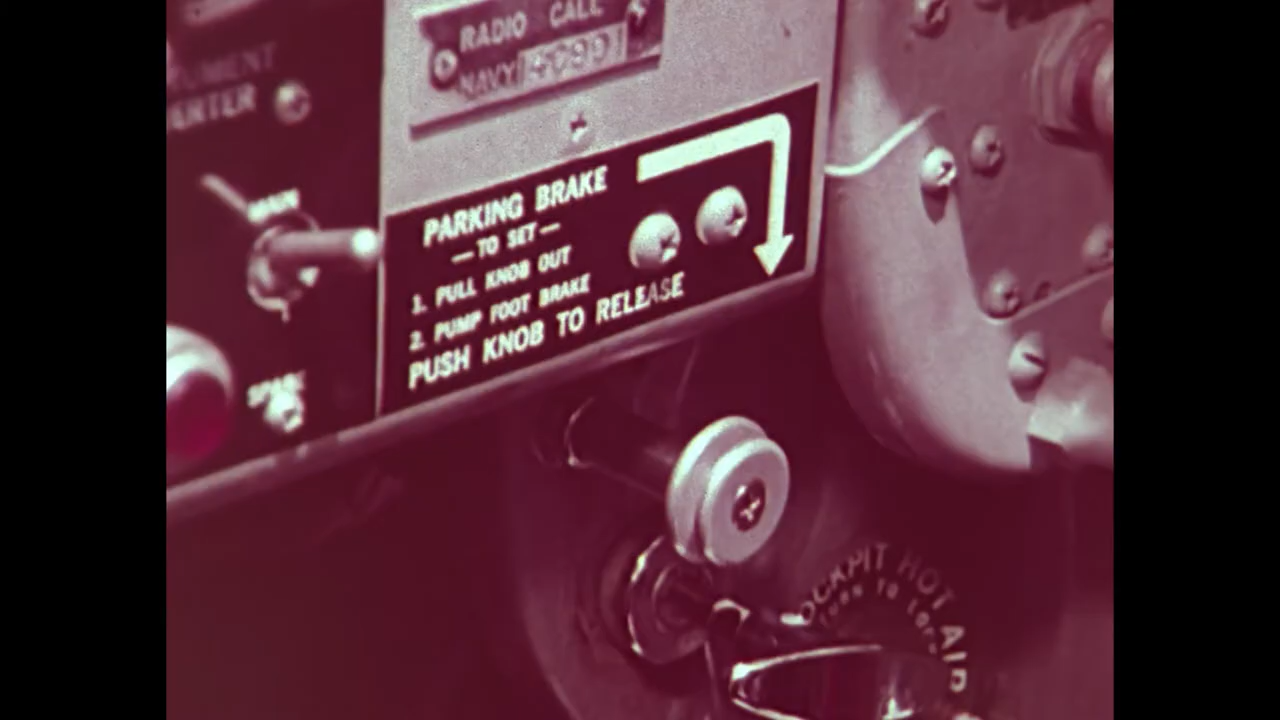 RADIO CALL
NAVY
MAIN
PARKING BRAKE
—TO SET—
1. PULL KNOB OUT
2. PUMP FOOT BRAKE
PUSH KNOB TO RELEASE
SPARE
COCKPIT HOT AIR